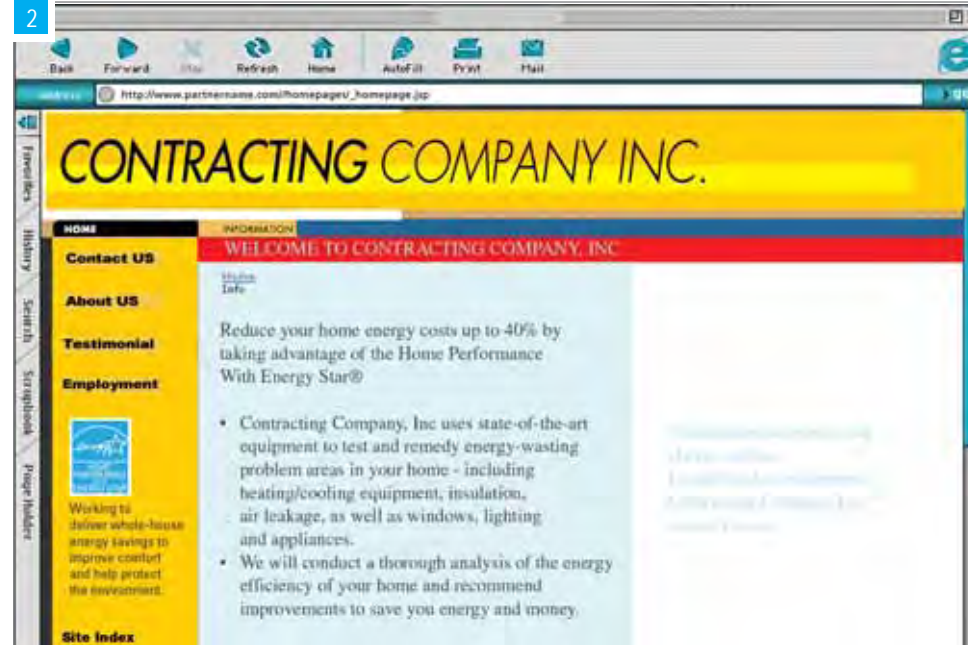 2
Back Forward Stop Refresh Home AutoFill Print Mail
http://www.partnername.com/homepages/_homepage.jsp
Favorites
History
Search
Scrapbook
Page Holder
CONTRACTING COMPANY INC.
HOME INFORMATION
WELCOME TO CONTRACTING COMPANY, INC
Contact US
About US
Testimonial
Employment
Working to
deliver whole-house
energy savings to
improve comfort
and help protect
the environment.
Site Index
Home
Info
Reduce your home energy costs up to 40% by
taking advantage of the Home Performance
With Energy Star®
• Contracting Company, Inc uses state-of-the-art
equipment to test and remedy energy-wasting
problem areas in your home - including
heating/cooling equipment, insulation,
air leakage, as well as windows, lighting
and appliances.
• We will conduct a thorough analysis of the energy
efficiency of your home and recommend
improvements to save you energy and money.